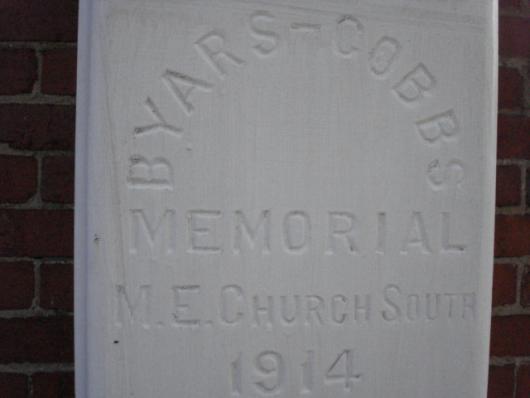 BYARS-COBBS
MEMORIAL
M.E. CHURCH SOUTH
1914